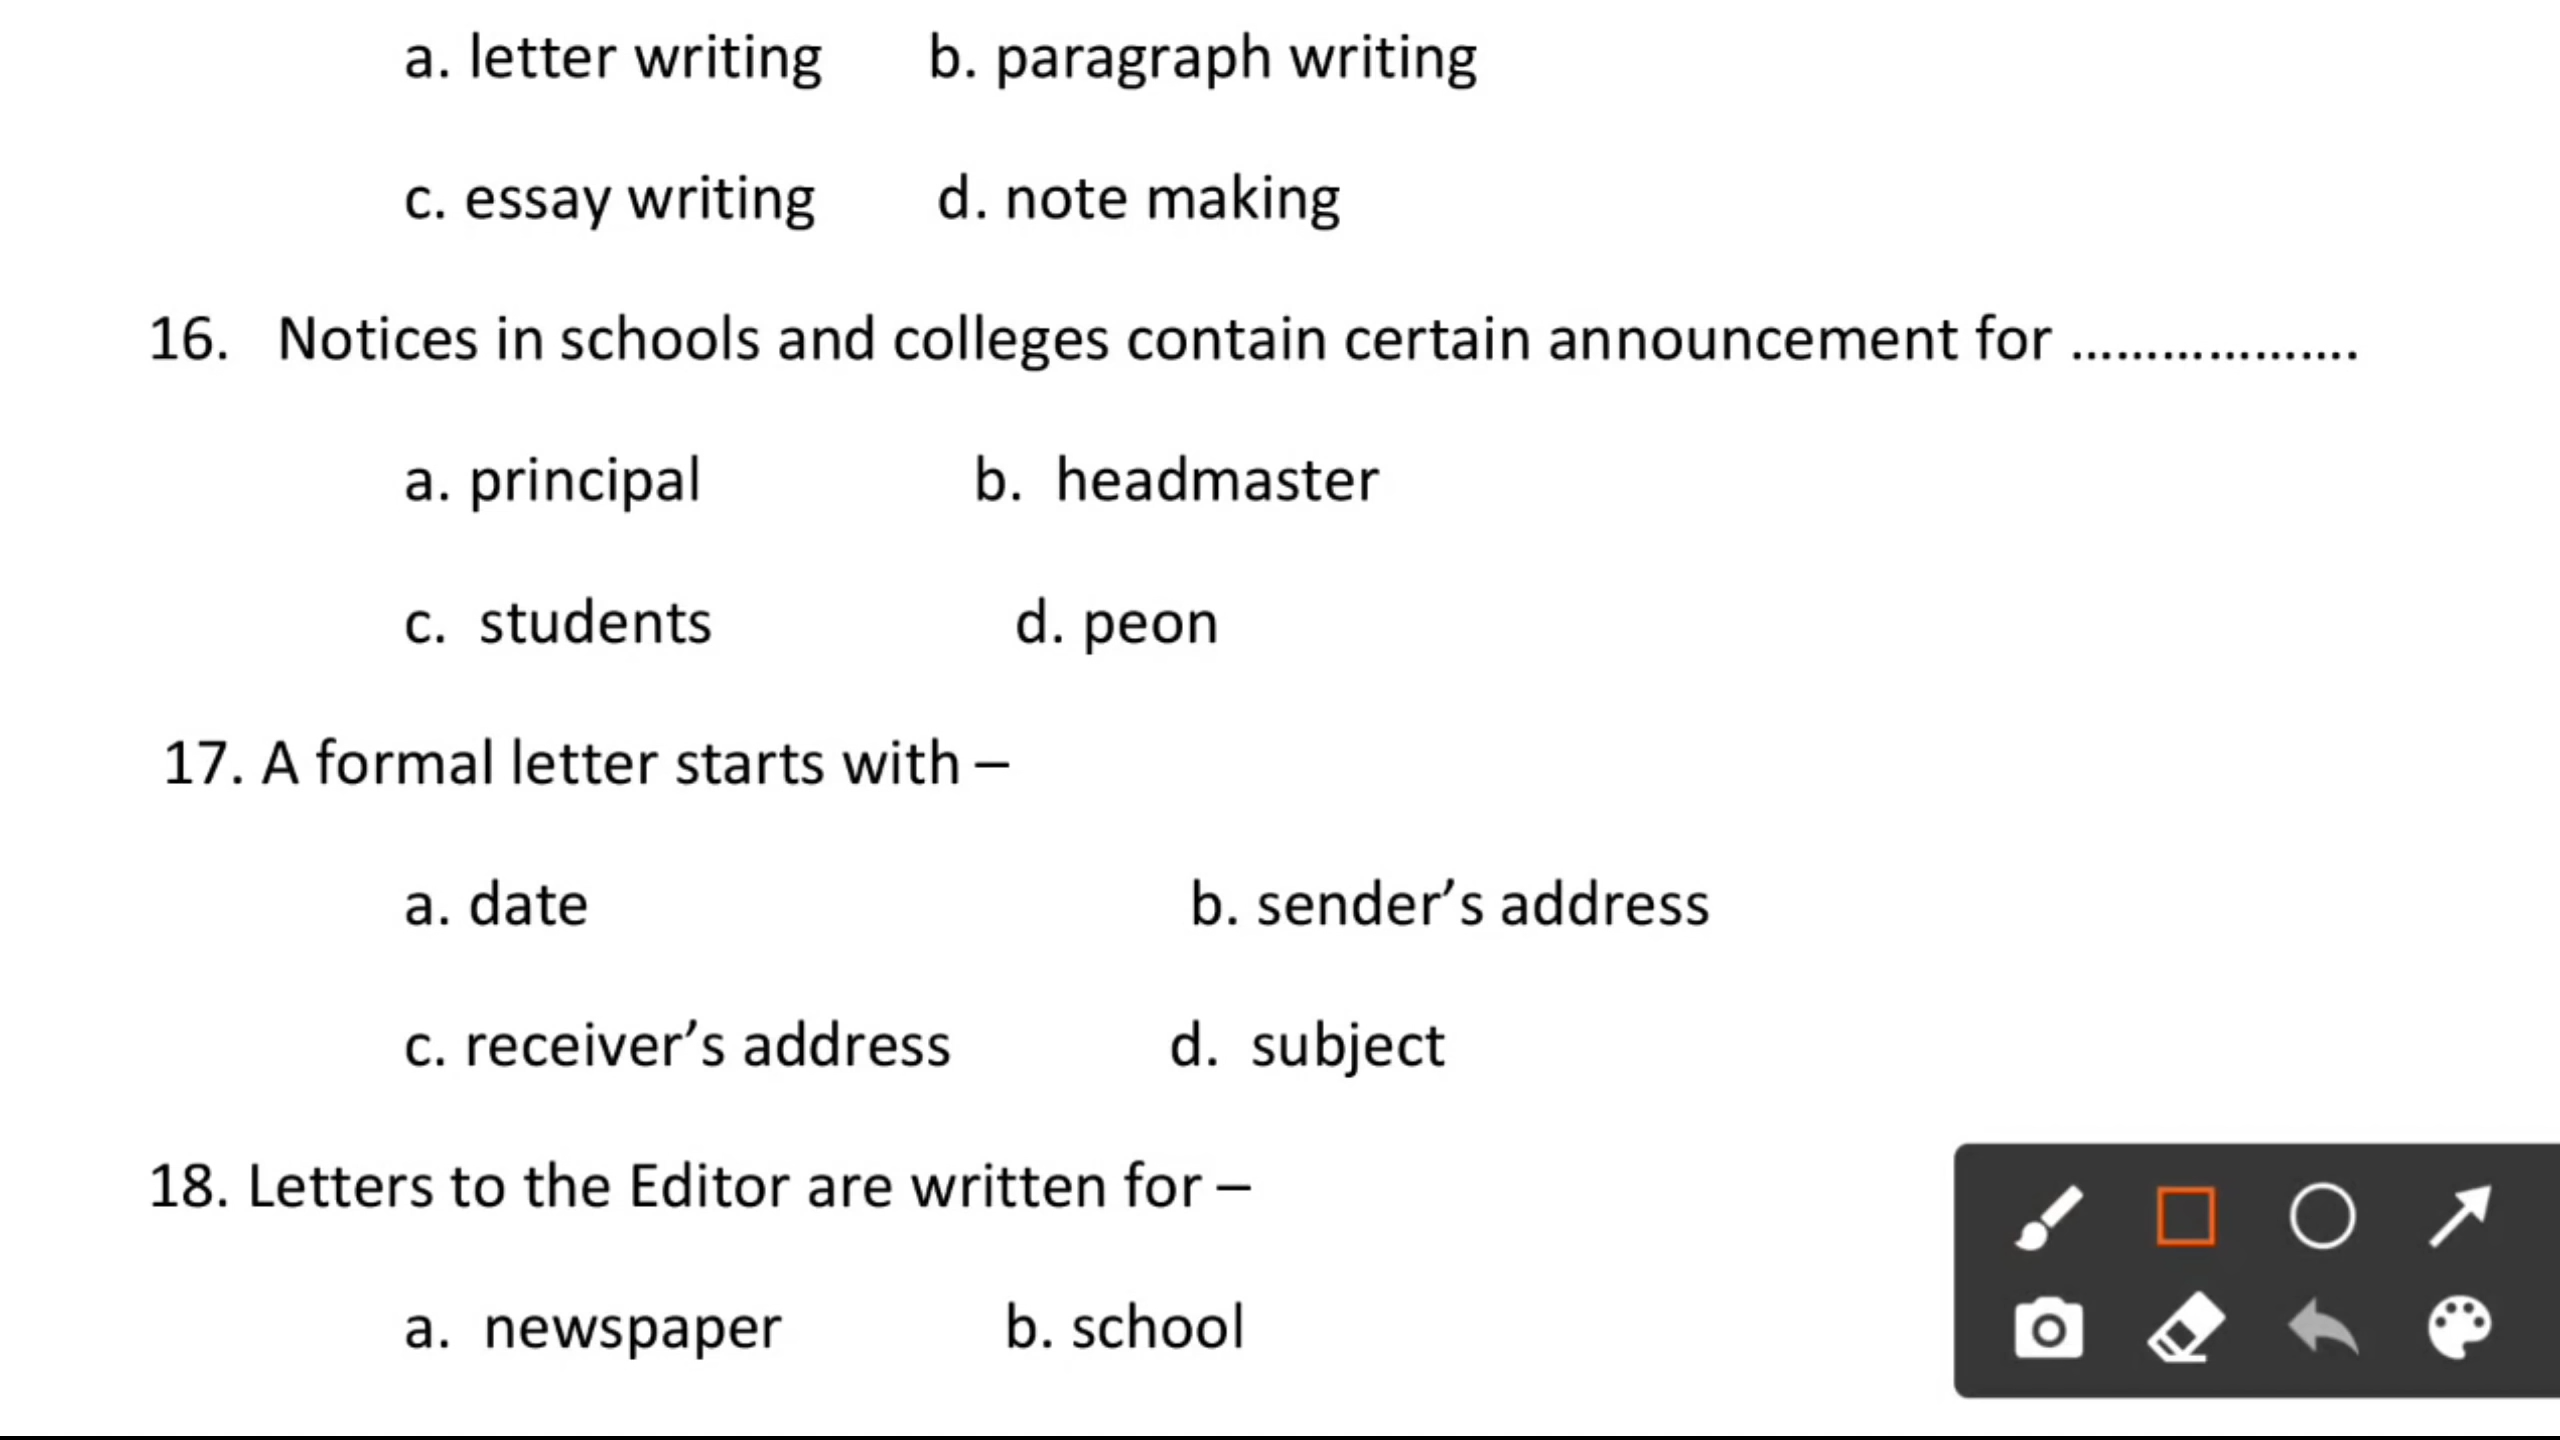 a. letter writing b. paragraph writing
c. essay writing d. note making
16. Notices in schools and colleges contain certain announcement for ...................
a. principal b. headmaster
c. students d. peon
17. A formal letter starts with –
a. date b. sender’s address
c. receiver’s address d. subject
18. Letters to the Editor are written for –
a. newspaper b. school